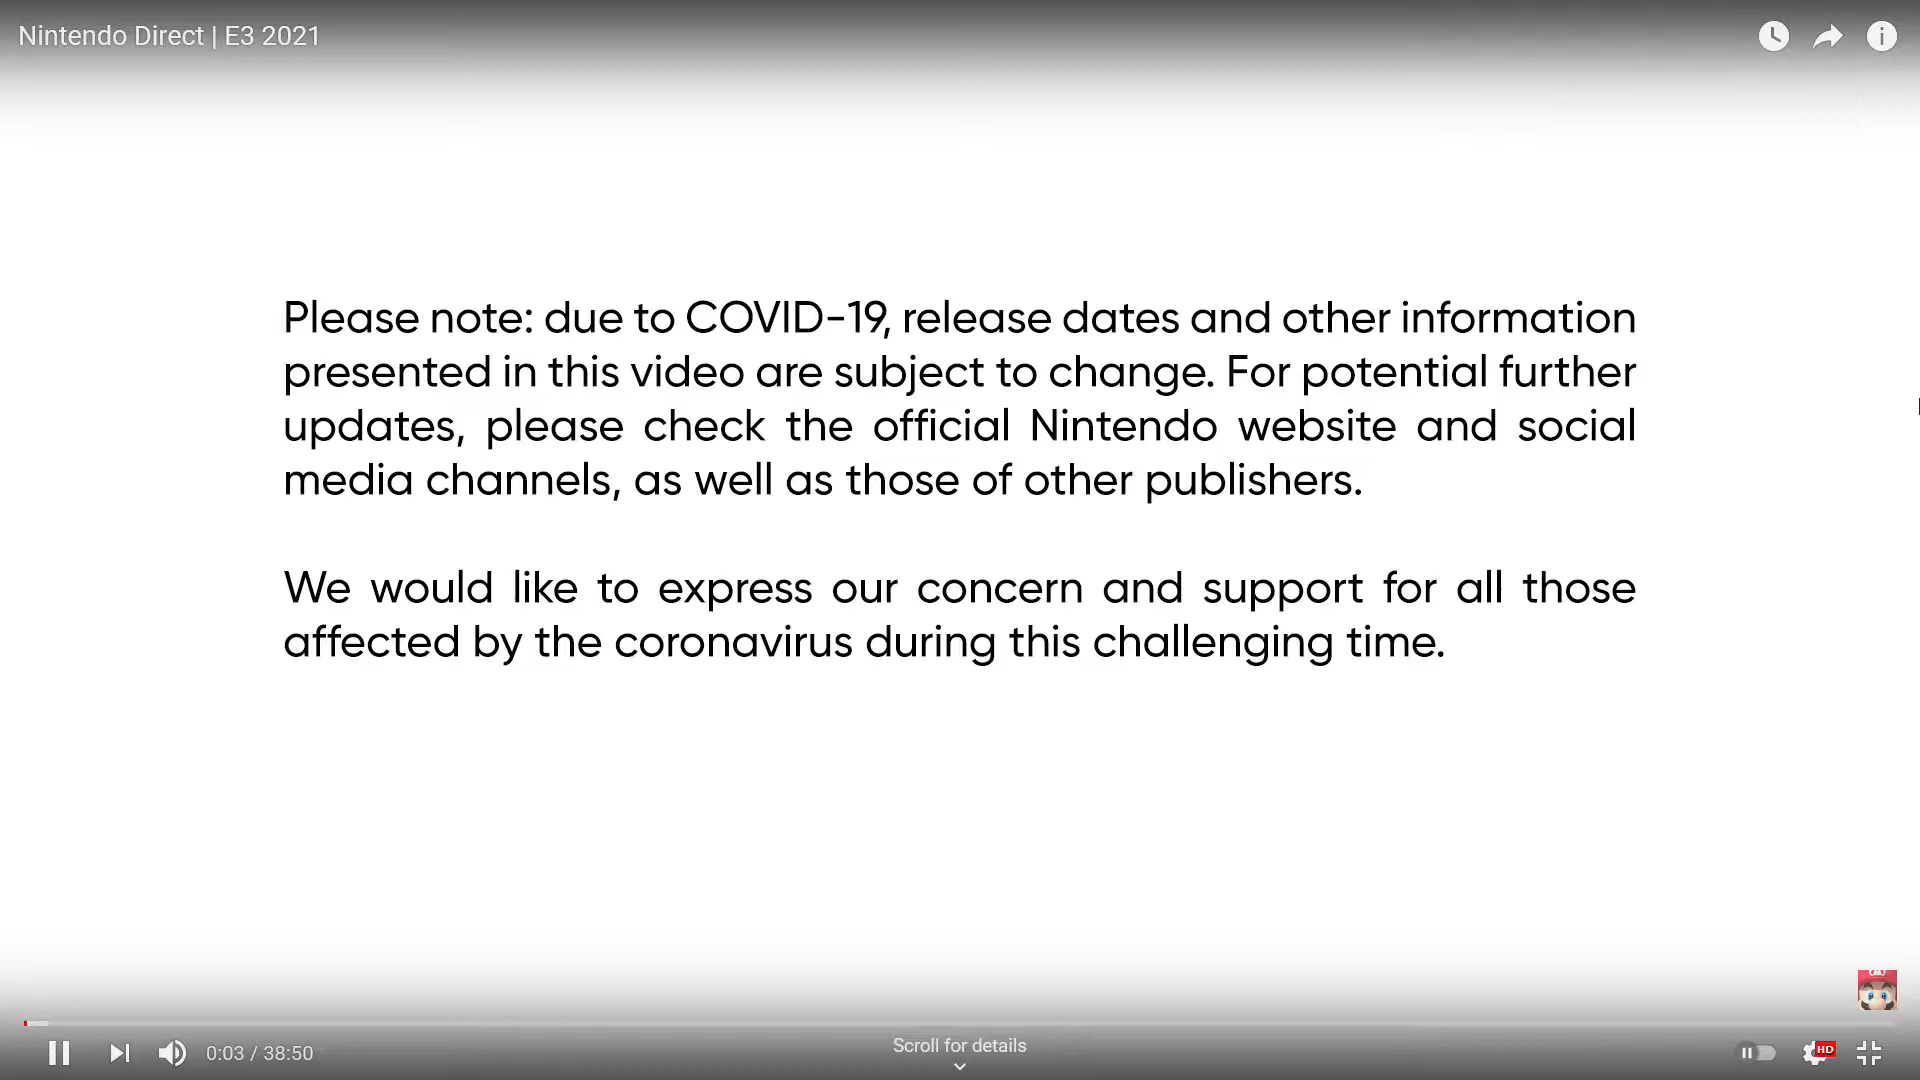 Nintendo Direct | E3 2021
Please note: due to COVID-19, release dates and other information
presented in this video are subject to change. For potential further
updates, please check the official Nintendo website and social
media channels, as well as those of other publishers.
We would like to express our concern and support for all those
affected by the coronavirus during this challenging time.
0:03 / 38:50
Scroll for details
HD